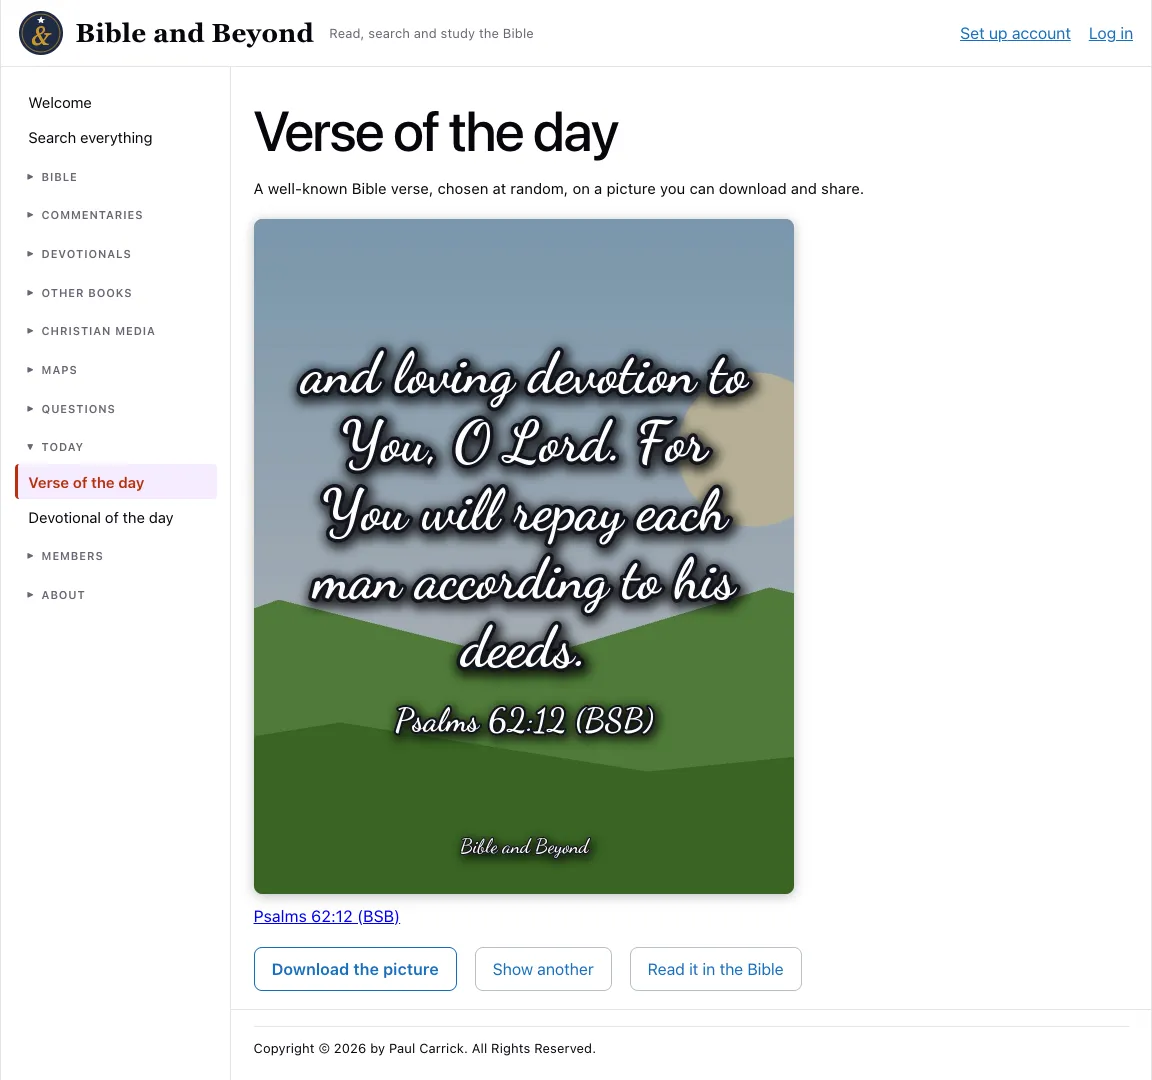 &
Bible and Beyond
Read, search and study the Bible
Set up account
Log in
Welcome
Search everything
BIBLE
COMMENTARIES
DEVOTIONALS
OTHER BOOKS
CHRISTIAN MEDIA
MAPS
QUESTIONS
TODAY
Verse of the day
Devotional of the day
MEMBERS
ABOUT
Verse of the day
A well-known Bible verse, chosen at random, on a picture you can download and share.
and loving devotion to
You, O Lord. For
You will repay each
man according to his
deeds.
Psalms 62:12 (BSB)
Bible and Beyond
Psalms 62:12 (BSB)
Download the picture
Show another
Read it in the Bible
Copyright © 2026 by Paul Carrick. All Rights Reserved.